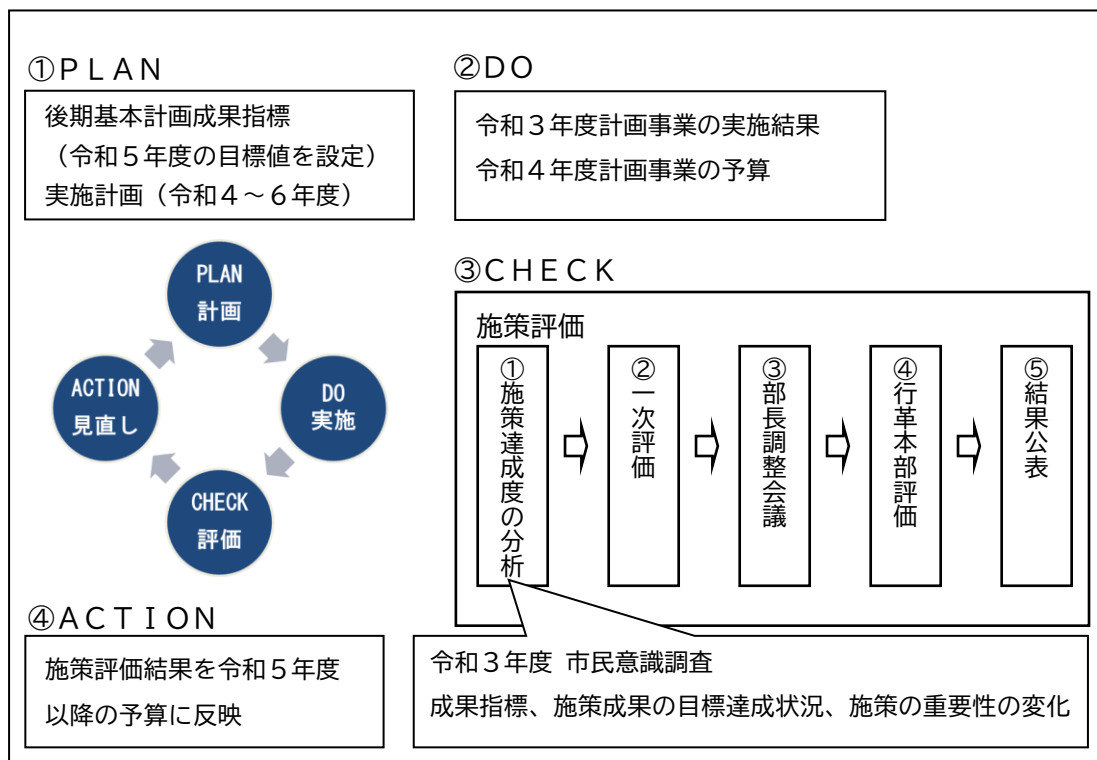 ①ＰＬＡＮ
後期基本計画成果指標
（令和５年度の目標値を設定）
実施計画（令和４～６年度）
②ＤＯ
令和３年度計画事業の実施結果
令和４年度計画事業の予算
PLAN
計画
DO
実施
CHECK
評価
ACTION
見直し
③ＣＨＥＣＫ
施策評価
①施策達成度の分析
②一次評価
③部長調整会議
④行革本部評価
⑤結果公表
④ＡＣＴＩＯＮ
施策評価結果を令和５年度
以降の予算に反映
令和３年度 市民意識調査
成果指標、施策成果の目標達成状況、施策の重要性の変化